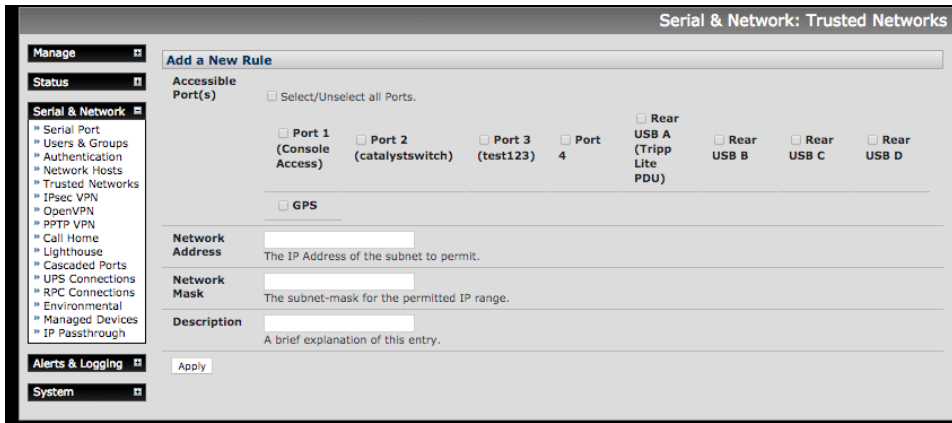 Serial & Network: Trusted Networks
Manage
Status
Serial & Network
» Serial Port
» Users & Groups
» Authentication
» Network Hosts
» Trusted Networks
» IPsec VPN
» OpenVPN
» PPTP VPN
» Call Home
» Lighthouse
» Cascaded Ports
» UPS Connections
» RPC Connections
» Environmental
» Managed Devices
» IP Passthrough
Alerts & Logging
System
Add a New Rule
Accessible
Port(s)
Select/Unselect all Ports.
Port 1
(Console
Access)
Port 2
(catalystswitch)
Port 3
(test123)
Port
4
Rear
USB A
(Tripp
Lite
PDU)
Rear
USB B
Rear
USB C
Rear
USB D
GPS
Network
Address
The IP Address of the subnet to permit.
Network
Mask
The subnet-mask for the permitted IP range.
Description
A brief explanation of this entry.
Apply